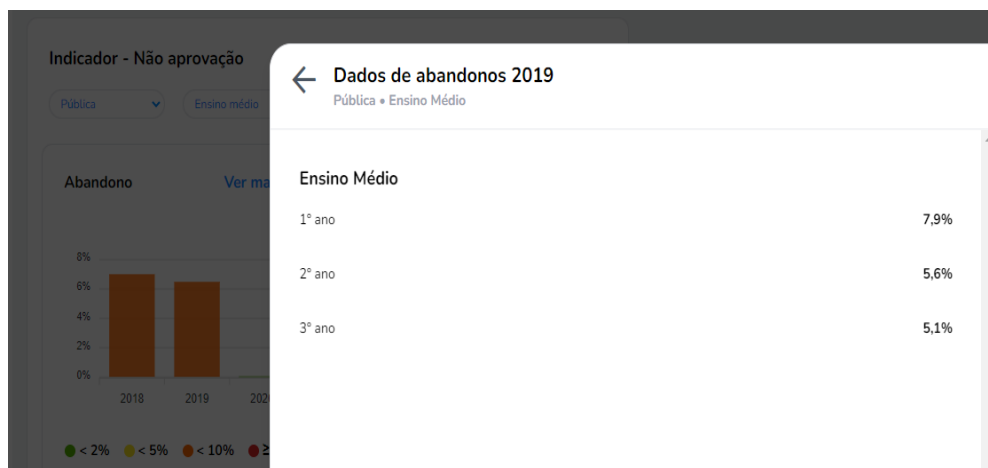 Indicador - Não aprovação
Pública
Ensino médio
Abandono
Ver
8%
6%
4%
2%
0%
2018
2019
< 2%
< 5%
< 10%
Dados de abandonos 2019
Pública • Ensino Médio
Ensino Médio
1º ano 7,9%
2º ano 5,6%
3º ano 5,1%